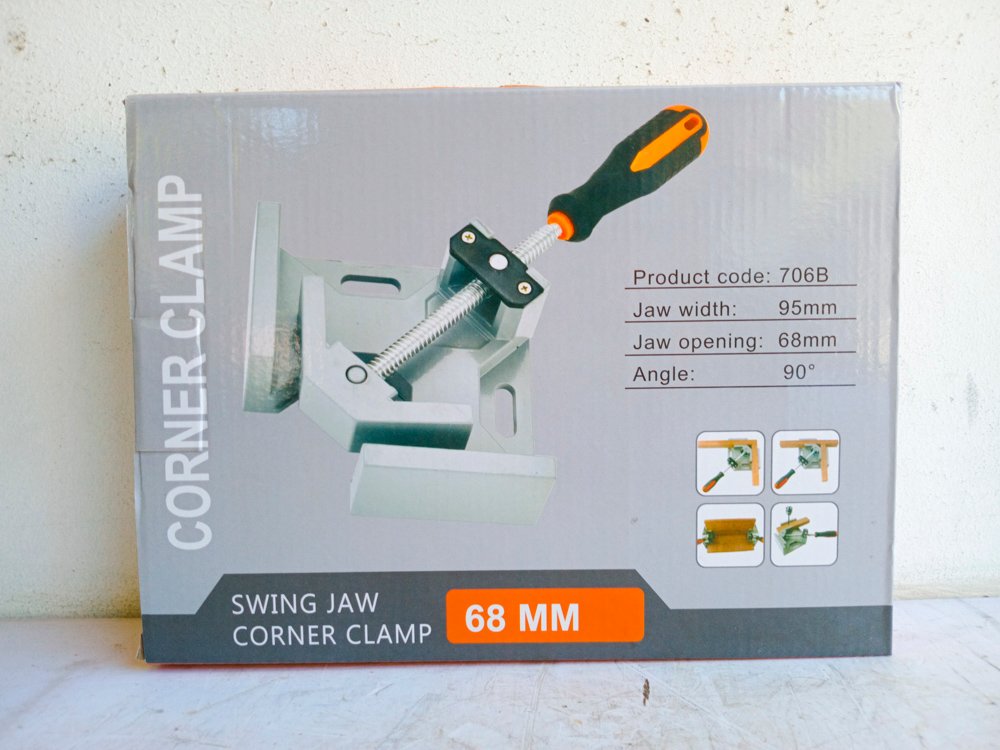 CORNER CLAMP
Product code: 706B
Jaw width: 95mm
Jaw opening: 68mm
Angle: 90°
SWING JAW
CORNER CLAMP
68 MM